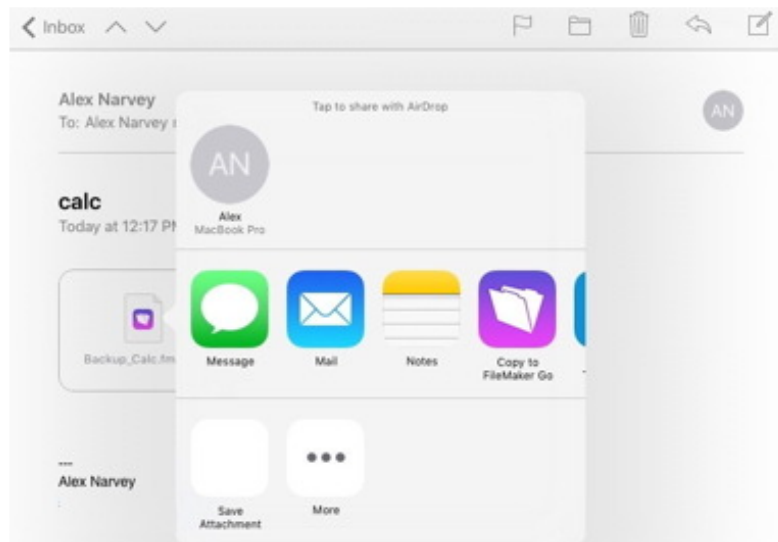 Inbox
Alex Narvey
To: Alex Narvey
AN
Tap to share with AirDrop
AN
Alex
MacBook Pro
calc
Today at 12:17 PM
Backup_Calc.fm
Message
Mail
Notes
Copy to
FileMaker Go
---
Alex Narvey
Save
Attachment
More